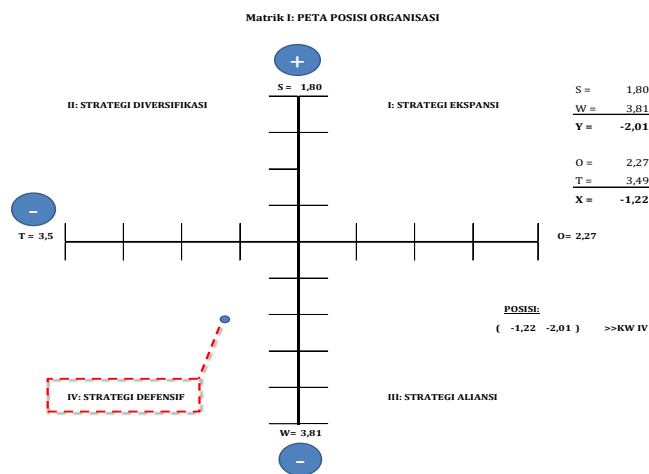 Matrik I: PETA POSISI ORGANISASI
+
S = 1,80
II: STRATEGI DIVERSIFIKASI
I: STRATEGI EKSPANSI
S = 1,80
W = 3,81
Y = -2,01
O = 2,27
T = 3,49
X = -1,22
-
T = 3,5
O= 2,27
POSISI:
( -1,22 -2,01 ) >>KW IV
IV: STRATEGI DEFENSIF
III: STRATEGI ALIANSI
W= 3,81
-